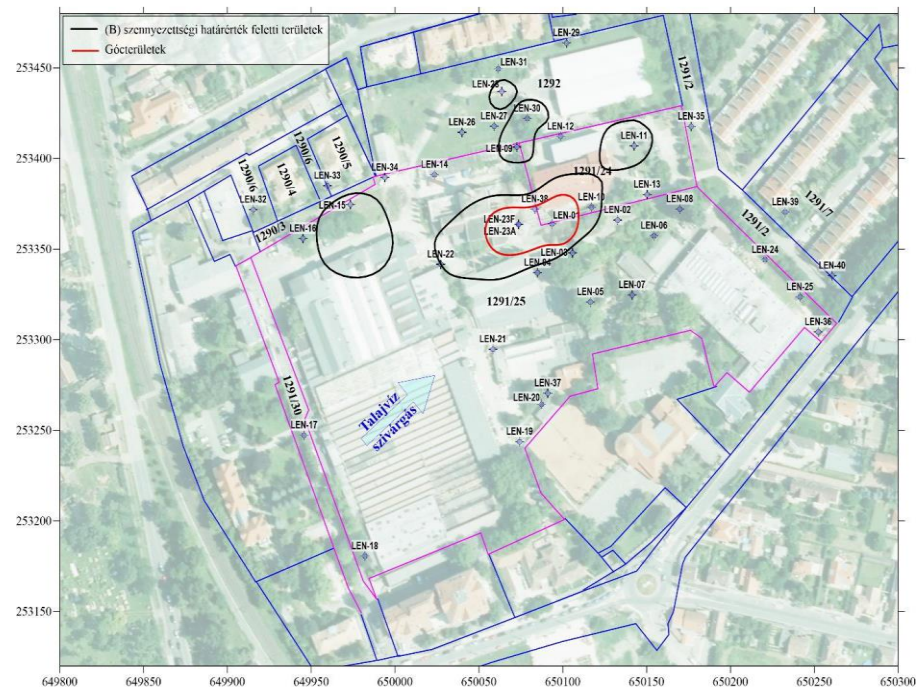 (B) szennyezettségi határérték feletti területek
Gócterületek
253450
253400
253350
253300
253250
253200
253150
649800
649850
649900
649950
650000
650050
650100
650150
650200
650250
650300
LEN-29
LEN-31
1292
LEN-28
LEN-30
LEN-26
LEN-27
LEN-12
LEN-09
LEN-11
LEN-35
1291/2
1290/6
1290/5
1290/4
1290/6
LEN-33
LEN-34
LEN-14
1291/24
LEN-32
LEN-15
LEN-13
LEN-39
1291/7
1290/3
LEN-16
LEN-38
LEN-10
LEN-23F
LEN-01
LEN-02
LEN-08
LEN-23A
LEN-06
1291/2
LEN-22
LEN-03
LEN-04
LEN-24
LEN-40
1291/25
LEN-05
LEN-07
LEN-25
LEN-21
LEN-36
1291/30
Talajvíz
szivárgás
LEN-37
LEN-20
LEN-17
LEN-19
LEN-18